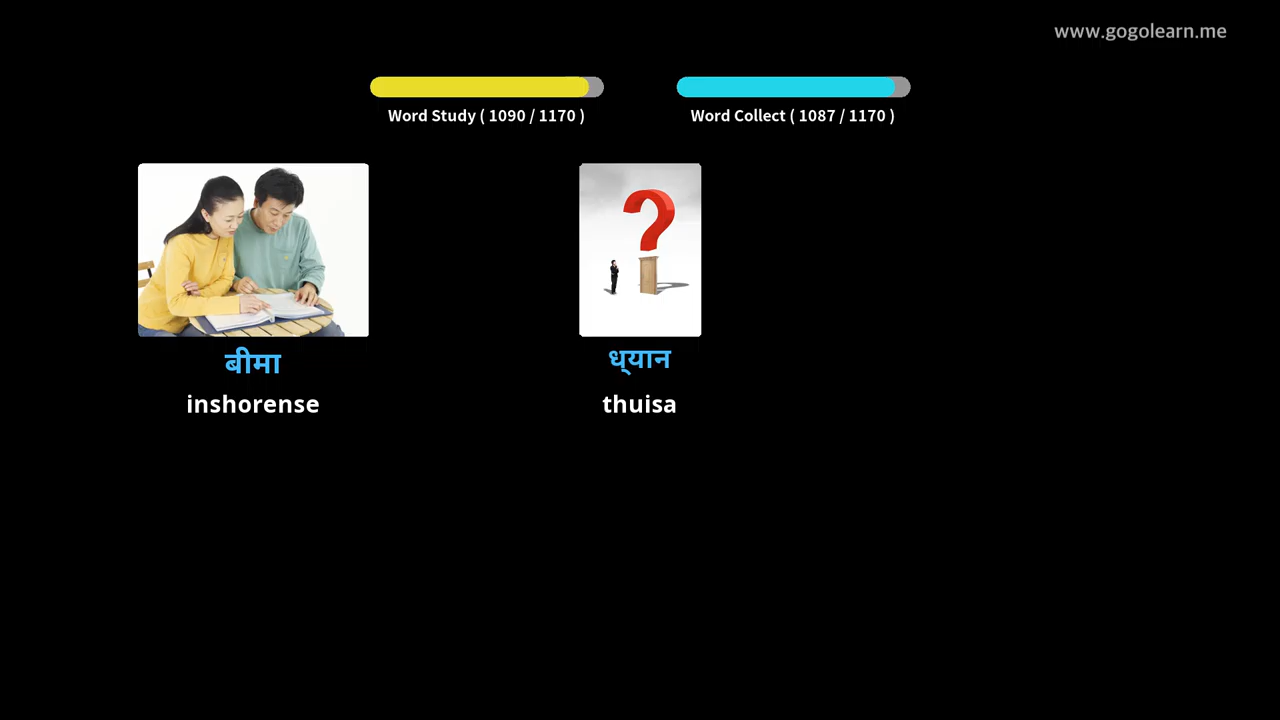 www.gogolearn.me
Word Study ( 1090 / 1170 )
Word Collect ( 1087 / 1170 )
बीमा
ध्यान
inshorense
thuisa